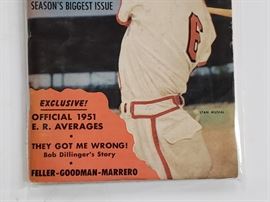 SEASON'S BIGGEST ISSUE
6
STAN MUSIAL
EXCLUSIVE!
OFFICIAL 1951
E. R. AVERAGES
•
THEY GOT ME WRONG!
Bob Dillinger's Story
•
FELLER-GOODMAN-MARRERO